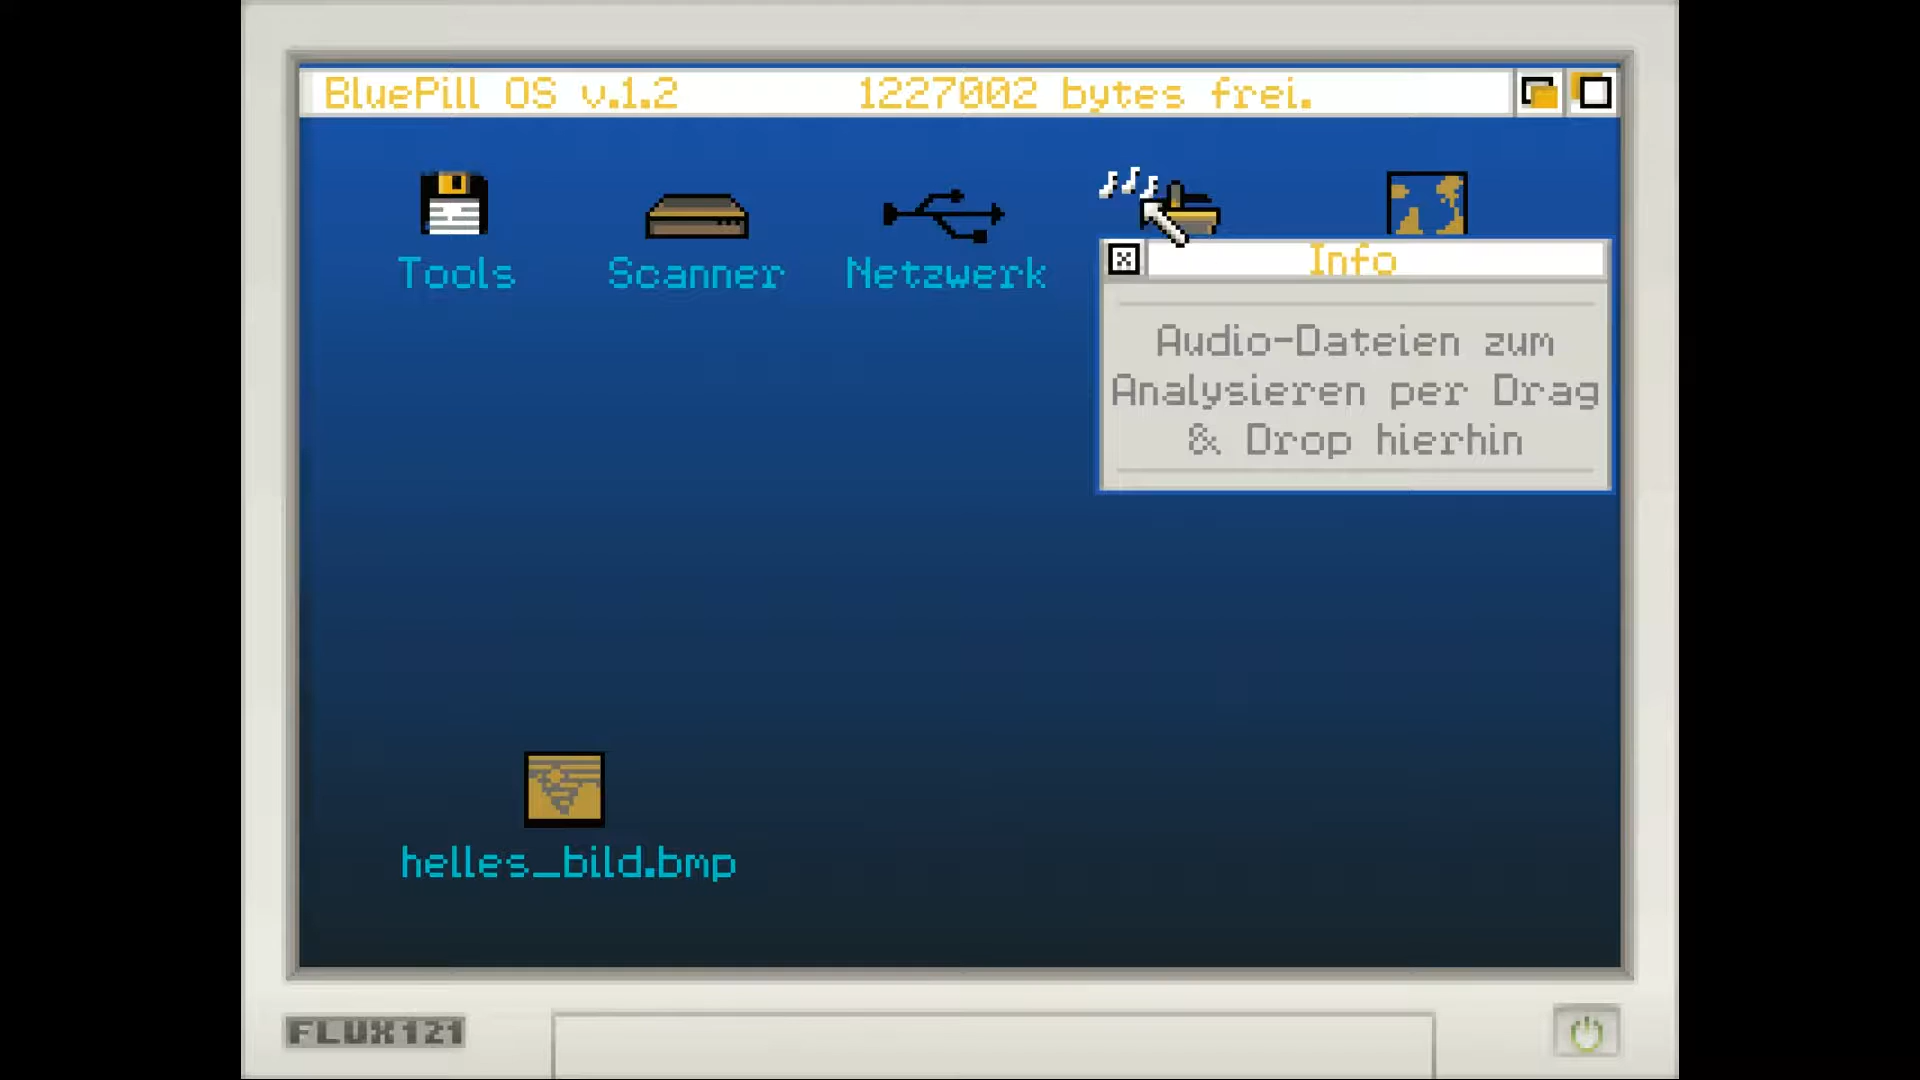 BluePill OS v.1.2 1227002 bytes frei.
Tools
Scanner
Netzwerk
Info
Audio-Dateien zum
Analysieren per Drag
& Drop hierhin
helles_bild.bmp
FLUX121